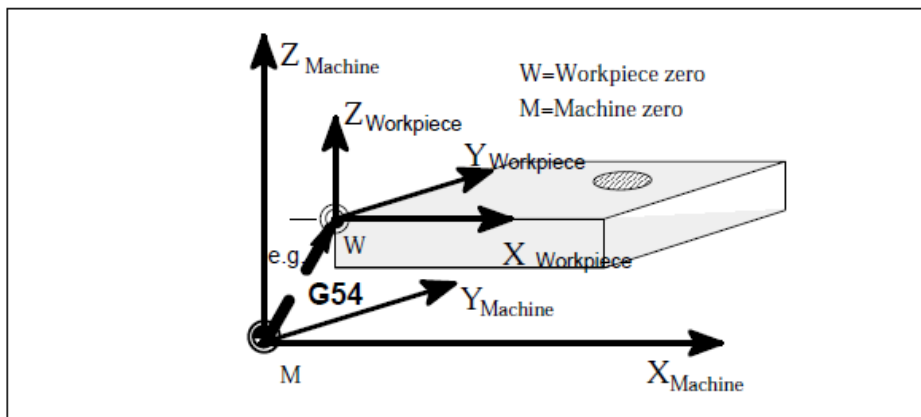 Z Machine
W=Workpiece zero
M=Machine zero
Z Workpiece
Y Workpiece
W
e.g.
X Workpiece
G54
Y Machine
M
X Machine